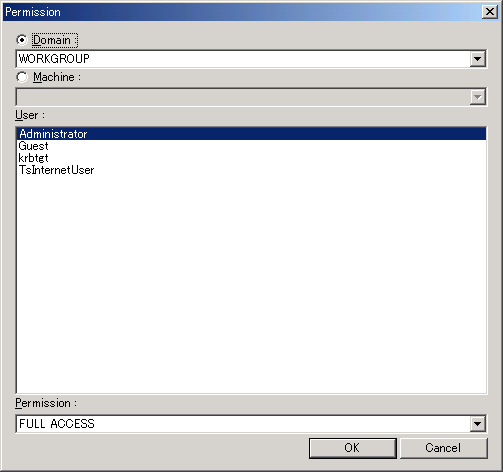 Permission
Domain :
WORKGROUP
Machine :
User :
Administrator
Guest
krbtgt
TsInternetUser
Permission :
FULL ACCESS
OK
Cancel